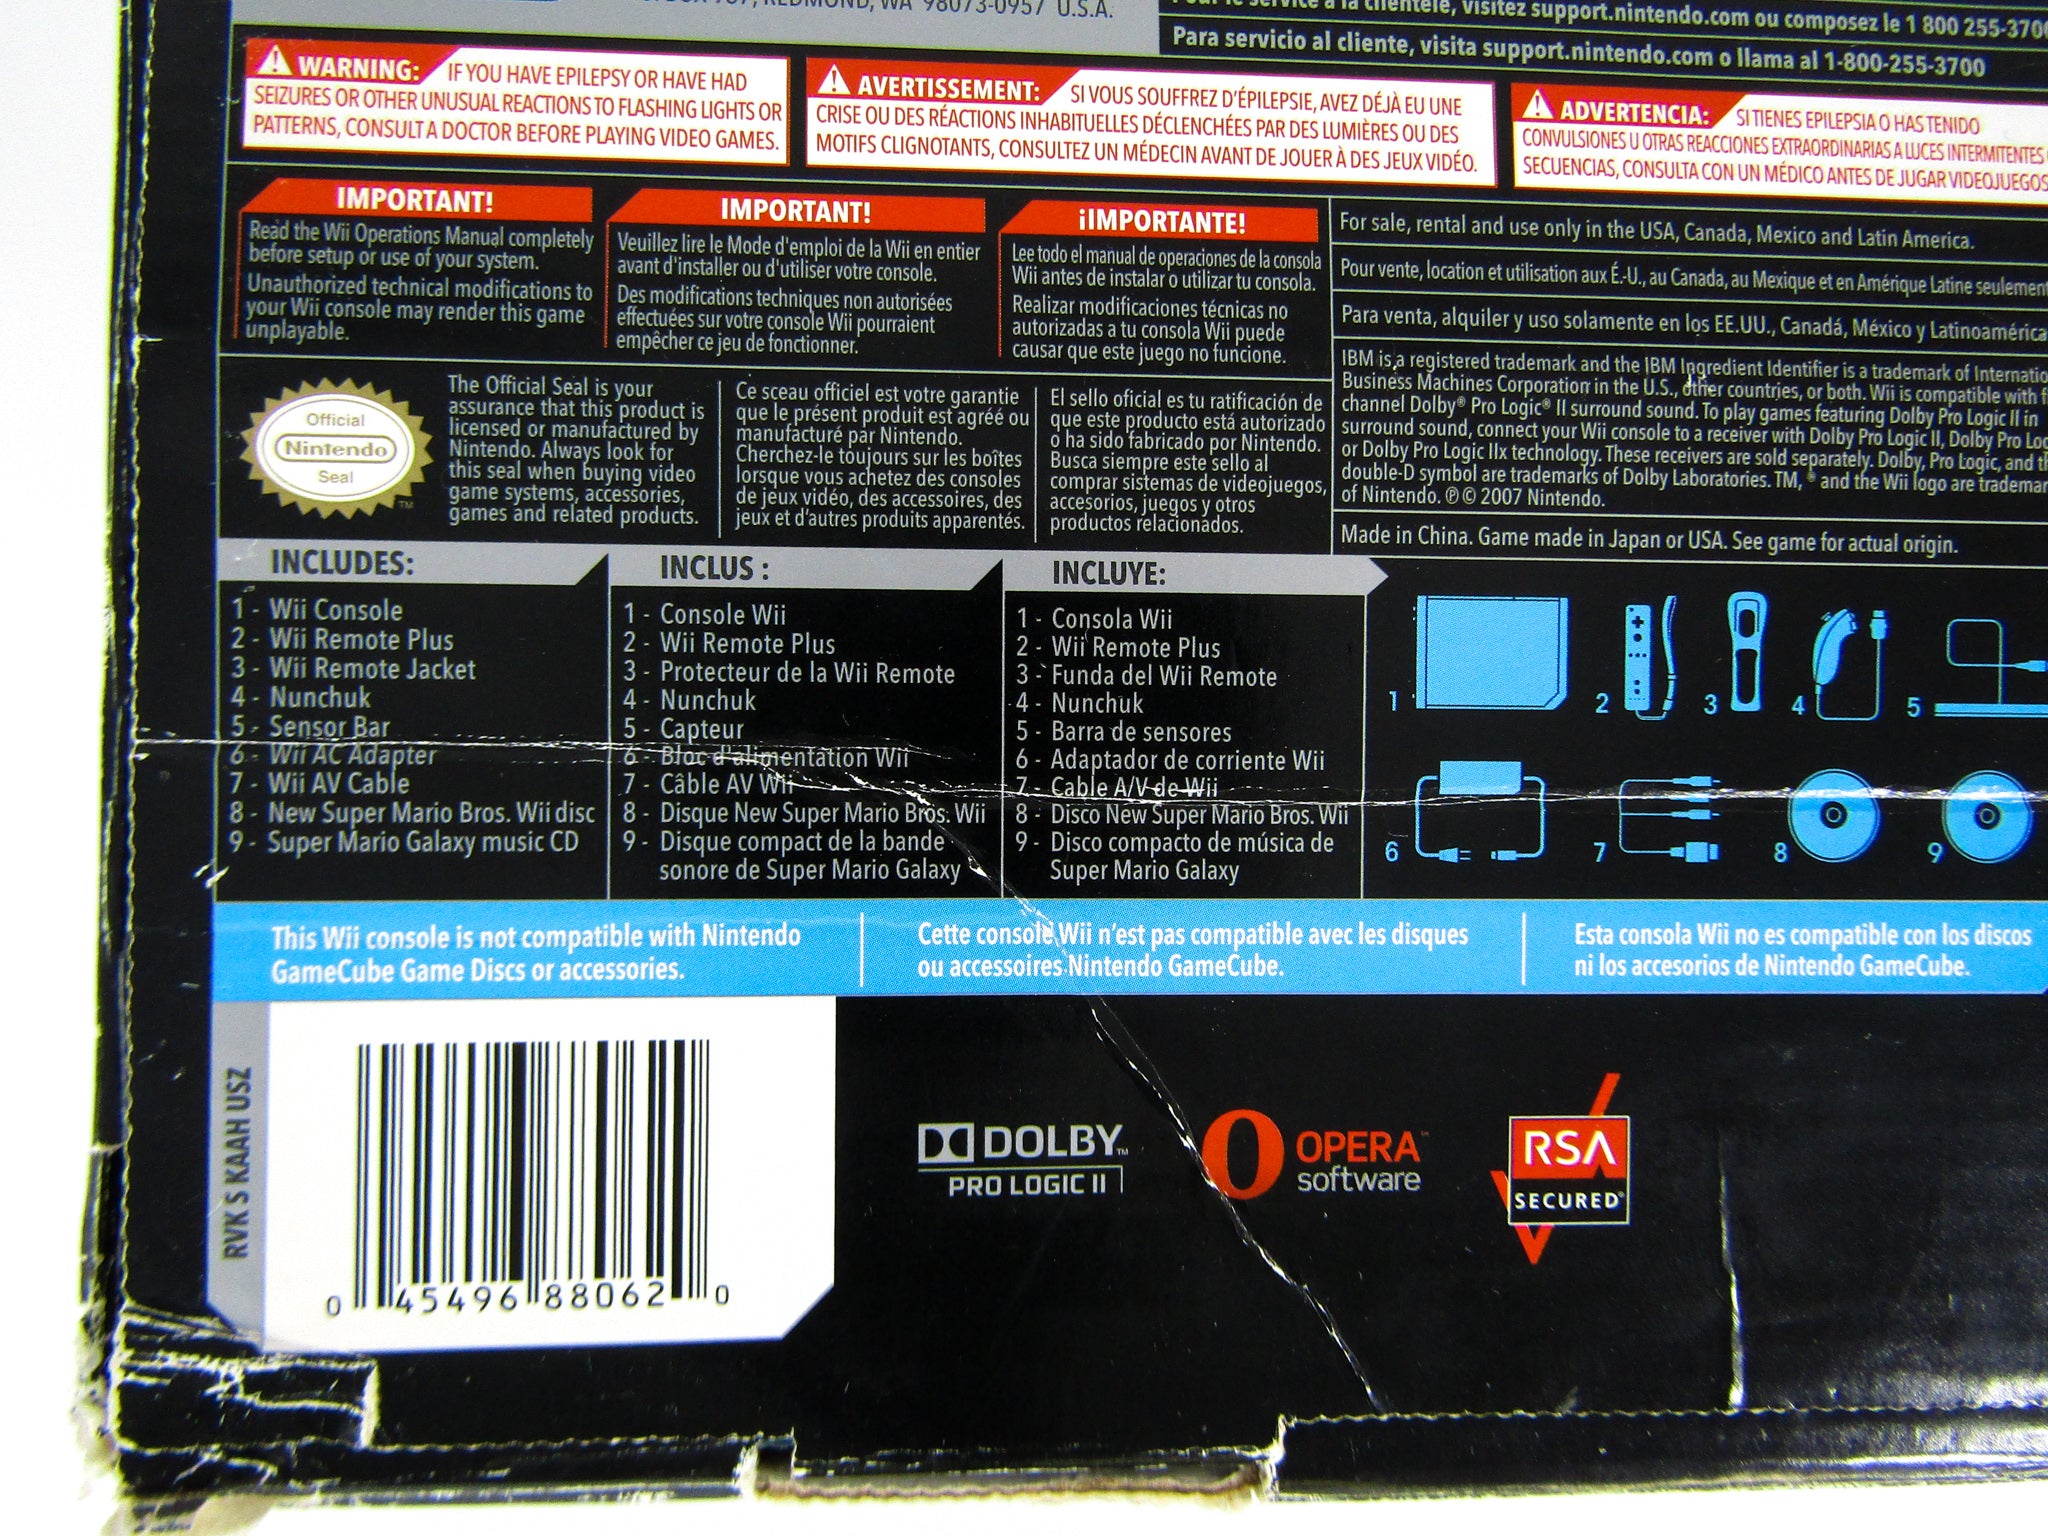 REDMOND, WA 98073-0957 U.S.A.
Pour le service à la clientèle, visitez support.nintendo.com ou composez le 1 800 255-3700
Para servicio al cliente, visita support.nintendo.com o llama al 1-800-255-3700
WARNING: IF YOU HAVE EPILEPSY OR HAVE HAD
SEIZURES OR OTHER UNUSUAL REACTIONS TO FLASHING LIGHTS OR
PATTERNS, CONSULT A DOCTOR BEFORE PLAYING VIDEO GAMES.
AVERTISSEMENT: SI VOUS SOUFFREZ D'ÉPILEPSIE, AVEZ DÉJÀ EU UNE
CRISE OU DES RÉACTIONS INHABITUELLES DÉCLENCHÉES PAR DES LUMIÈRES OU DES
MOTIFS CLIGNOTANTS, CONSULTEZ UN MÉDECIN AVANT DE JOUER À DES JEUX VIDÉO.
ADVERTENCIA: SI TIENES EPILEPSIA O HAS TENIDO
CONVULSIONES U OTRAS REACCIONES EXTRAORDINARIAS A LUCES INTERMITENTES
SECUENCIAS, CONSULTA CON UN MÉDICO ANTES DE JUGAR VIDEOJUEGOS
IMPORTANT!
Read the Wii Operations Manual completely
before setup or use of your system.
Unauthorized technical modifications to
your Wii console may render this game
unplayable.
IMPORTANT!
Veuillez lire le Mode d'emploi de la Wii en entier
avant d'installer ou d'utiliser votre console.
Des modifications techniques non autorisées
effectuées sur votre console Wii pourraient
empêcher ce jeu de fonctionner.
¡IMPORTANTE!
Lee todo el manual de operaciones de la consola
Wii antes de instalar o utilizar tu consola.
Realizar modificaciones técnicas no
autorizadas a tu consola Wii puede
causar que este juego no funcione.
For sale, rental and use only in the USA, Canada, Mexico and Latin America.
Pour vente, location et utilisation aux É.-U., au Canada, au Mexique et en Amérique Latine seulement
Para venta, alquiler y uso solamente en los EE.UU., Canadá, México y Latinoamérica
IBM is a registered trademark and the IBM Ingredient Identifier is a trademark of Internatio
Business Machines Corporation in the U.S., other countries, or both. Wii is compatible with f
channel Dolby® Pro Logic® II surround sound. To play games featuring Dolby Pro Logic II in
surround sound, connect your Wii console to a receiver with Dolby Pro Logic II, Dolby Pro Log
or Dolby Pro Logic IIx technology. These receivers are sold separately. Dolby, Pro Logic, and th
double-D symbol are trademarks of Dolby Laboratories. TM, ® and the Wii logo are trademar
of Nintendo. ℗ © 2007 Nintendo.
Made in China. Game made in Japan or USA. See game for actual origin.
Official
Nintendo
Seal
TM
The Official Seal is your
assurance that this product is
licensed or manufactured by
Nintendo. Always look for
this seal when buying video
game systems, accessories,
games and related products.
Ce sceau officiel est votre garantie
que le présent produit est agréé ou
manufacturé par Nintendo.
Cherchez-le toujours sur les boîtes
lorsque vous achetez des consoles
de jeux vidéo, des accessoires, des
jeux et d'autres produits apparentés.
El sello oficial es tu ratificación de
que este producto está autorizado
o ha sido fabricado por Nintendo.
Busca siempre este sello al
comprar sistemas de videojuegos,
accesorios, juegos y otros
productos relacionados.
INCLUDES:
1 - Wii Console
2 - Wii Remote Plus
3 - Wii Remote Jacket
4 - Nunchuk
5 - Sensor Bar
6 - Wii AC Adapter
7 - Wii AV Cable
8 - New Super Mario Bros. Wii disc
9 - Super Mario Galaxy music CD
INCLUS :
1 - Console Wii
2 - Wii Remote Plus
3 - Protecteur de la Wii Remote
4 - Nunchuk
5 - Capteur
6 - Bloc d'alimentation Wii
7 - Câble AV Wii
8 - Disque New Super Mario Bros. Wii
9 - Disque compact de la bande
sonore de Super Mario Galaxy
INCLUYE:
1 - Consola Wii
2 - Wii Remote Plus
3 - Funda del Wii Remote
4 - Nunchuk
5 - Barra de sensores
6 - Adaptador de corriente Wii
7 - Cable A/V de Wii
8 - Disco New Super Mario Bros. Wii
9 - Disco compacto de música de
Super Mario Galaxy
1 2 3 4 5
6 7 8 9
This Wii console is not compatible with Nintendo
GameCube Game Discs or accessories.
Cette console Wii n'est pas compatible avec les disques
ou accessoires Nintendo GameCube.
Esta consola Wii no es compatible con los discos
ni los accesorios de Nintendo GameCube.
RVK S KAAH USZ
0 45496 88062 0
DOLBY™
PRO LOGIC II
OPERA™
software
RSA
SECURED®